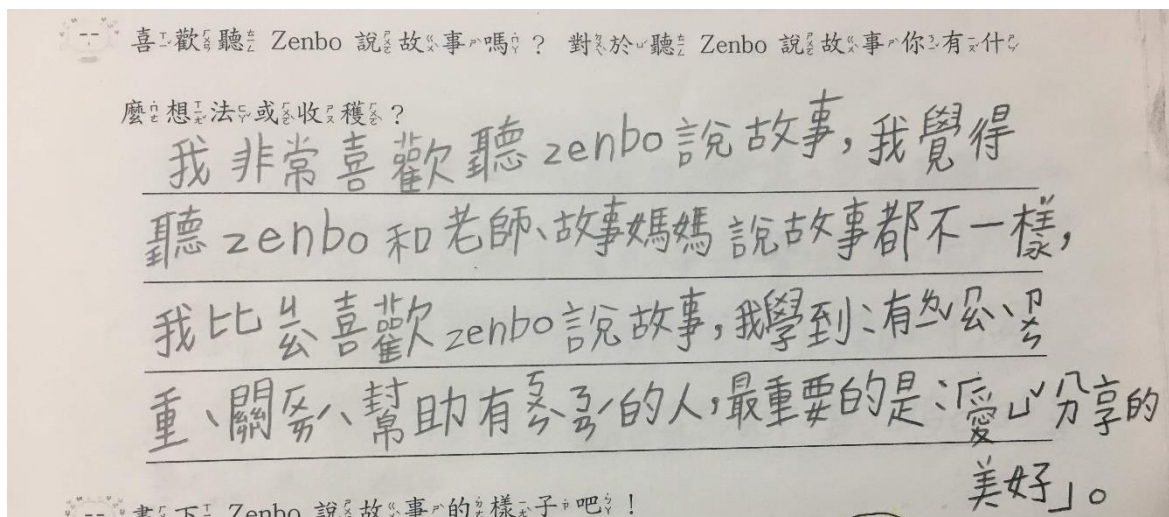 喜歡聽 Zenbo 說故事嗎？ 對於聽 Zenbo 說故事你有什
麼想法或收穫？
我非常喜歡聽zenbo說故事,我覺得
聽zenbo和老師、故事媽媽說故事都不一樣,
我比ㄐㄠ喜歡zenbo說故事,我學到:有
重、關ㄒㄧㄣ、幫助有的人,最重要的是:「愛ㄩˇ分享的
美好」。
畫下 Zenbo 說故事的樣子吧！